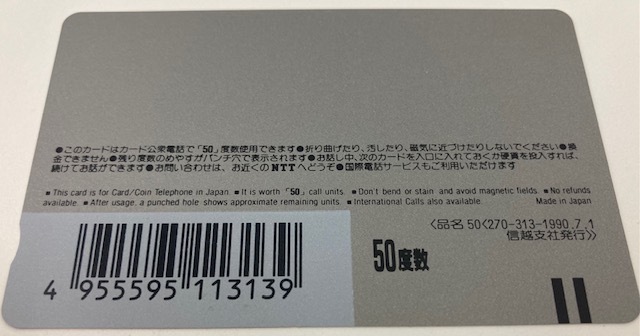 ●このカードはカード公衆電話で「50」度数使用できます●折り曲げたり、汚したり、磁気に近づけたりしないでください●換
金できません●残り度数のめやすがパンチ穴で表示されます●お話し中、次のカードを入口に入れておくか硬貨を投入すれば、
続けてお話ができます●お問い合わせは、お近くのNTTへどうぞ●国際電話サービスもご利用いただけます
■This card is for Card/Coin Telephone in Japan ■It is worth "50" call units. ■Don't bend or stain and avoid magnetic fields. ■No refunds
available. ■After usage, a punched hole shows approximate remaining units. ■International Calls also available. Made in Japan
〈品名 50〈270-313-1990.7.1
信越支社発行〉〉
50度数
4 955595 113139